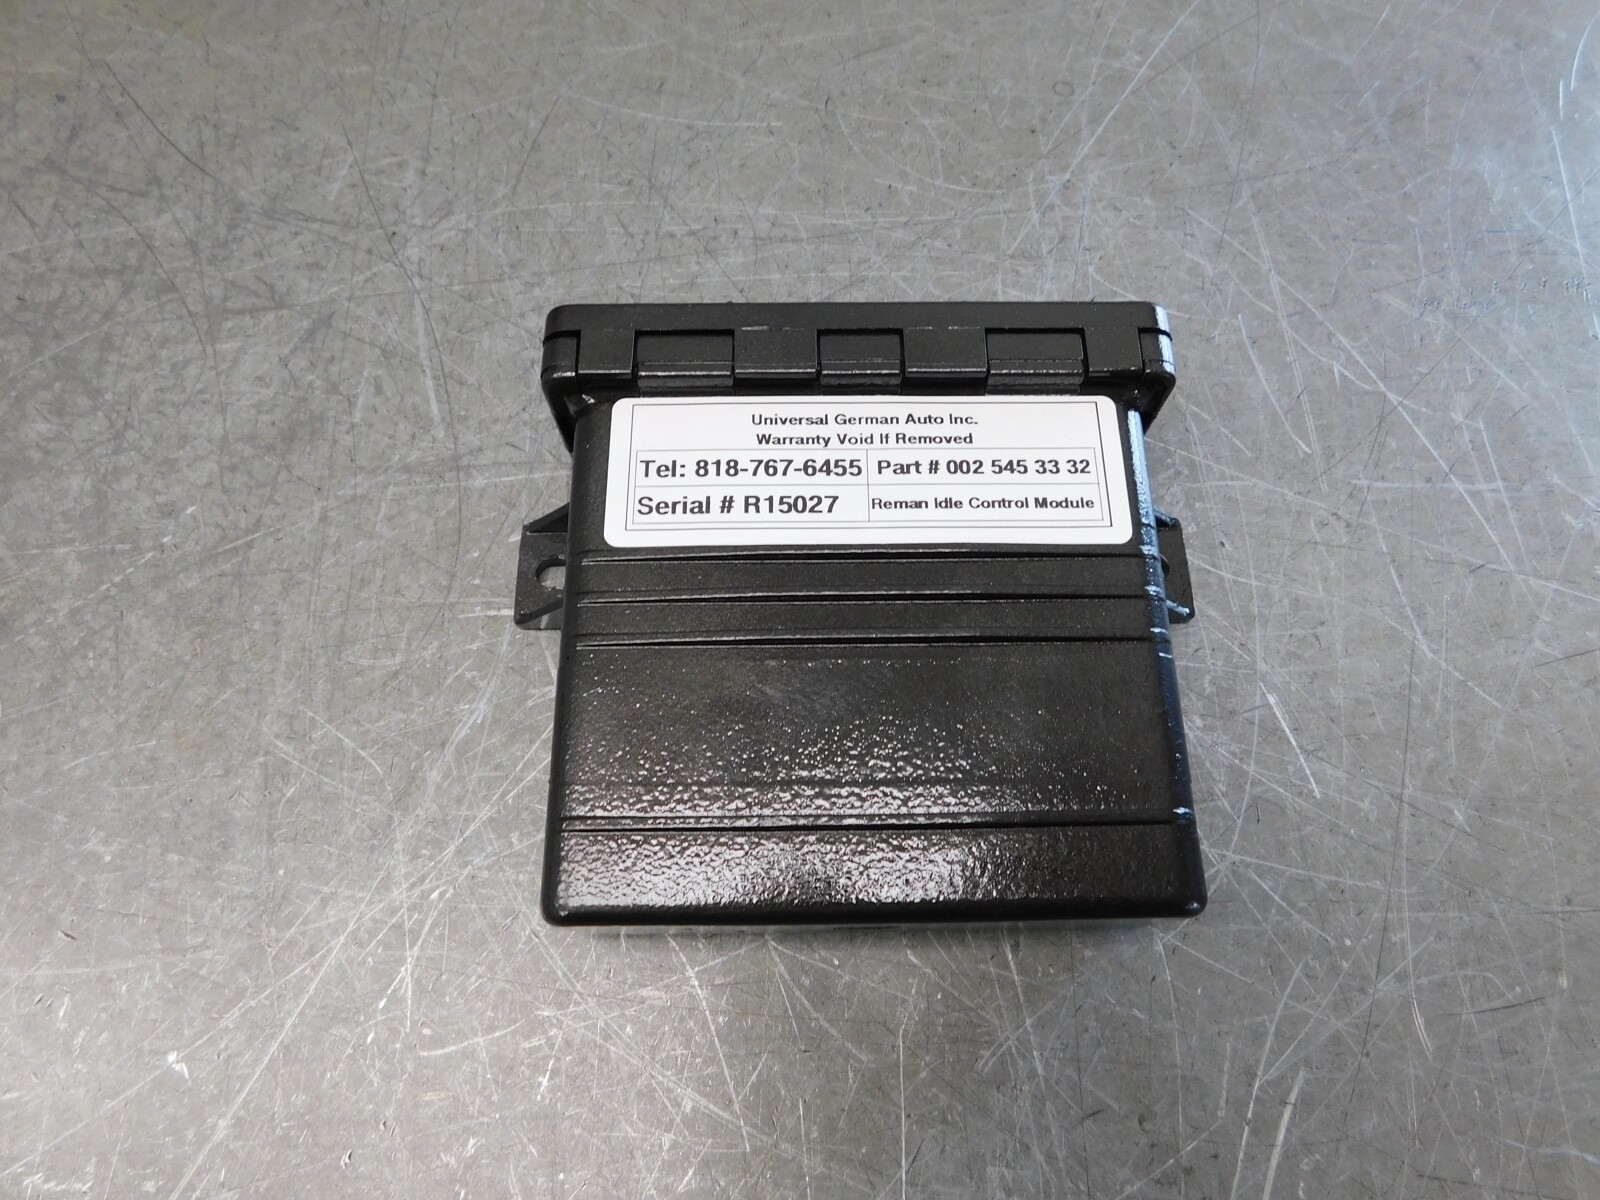 Universal German Auto Inc.
Warranty Void If Removed
Tel: 818-767-6455 Part # 002 545 33 32
Serial # R15027 Reman Idle Control Module